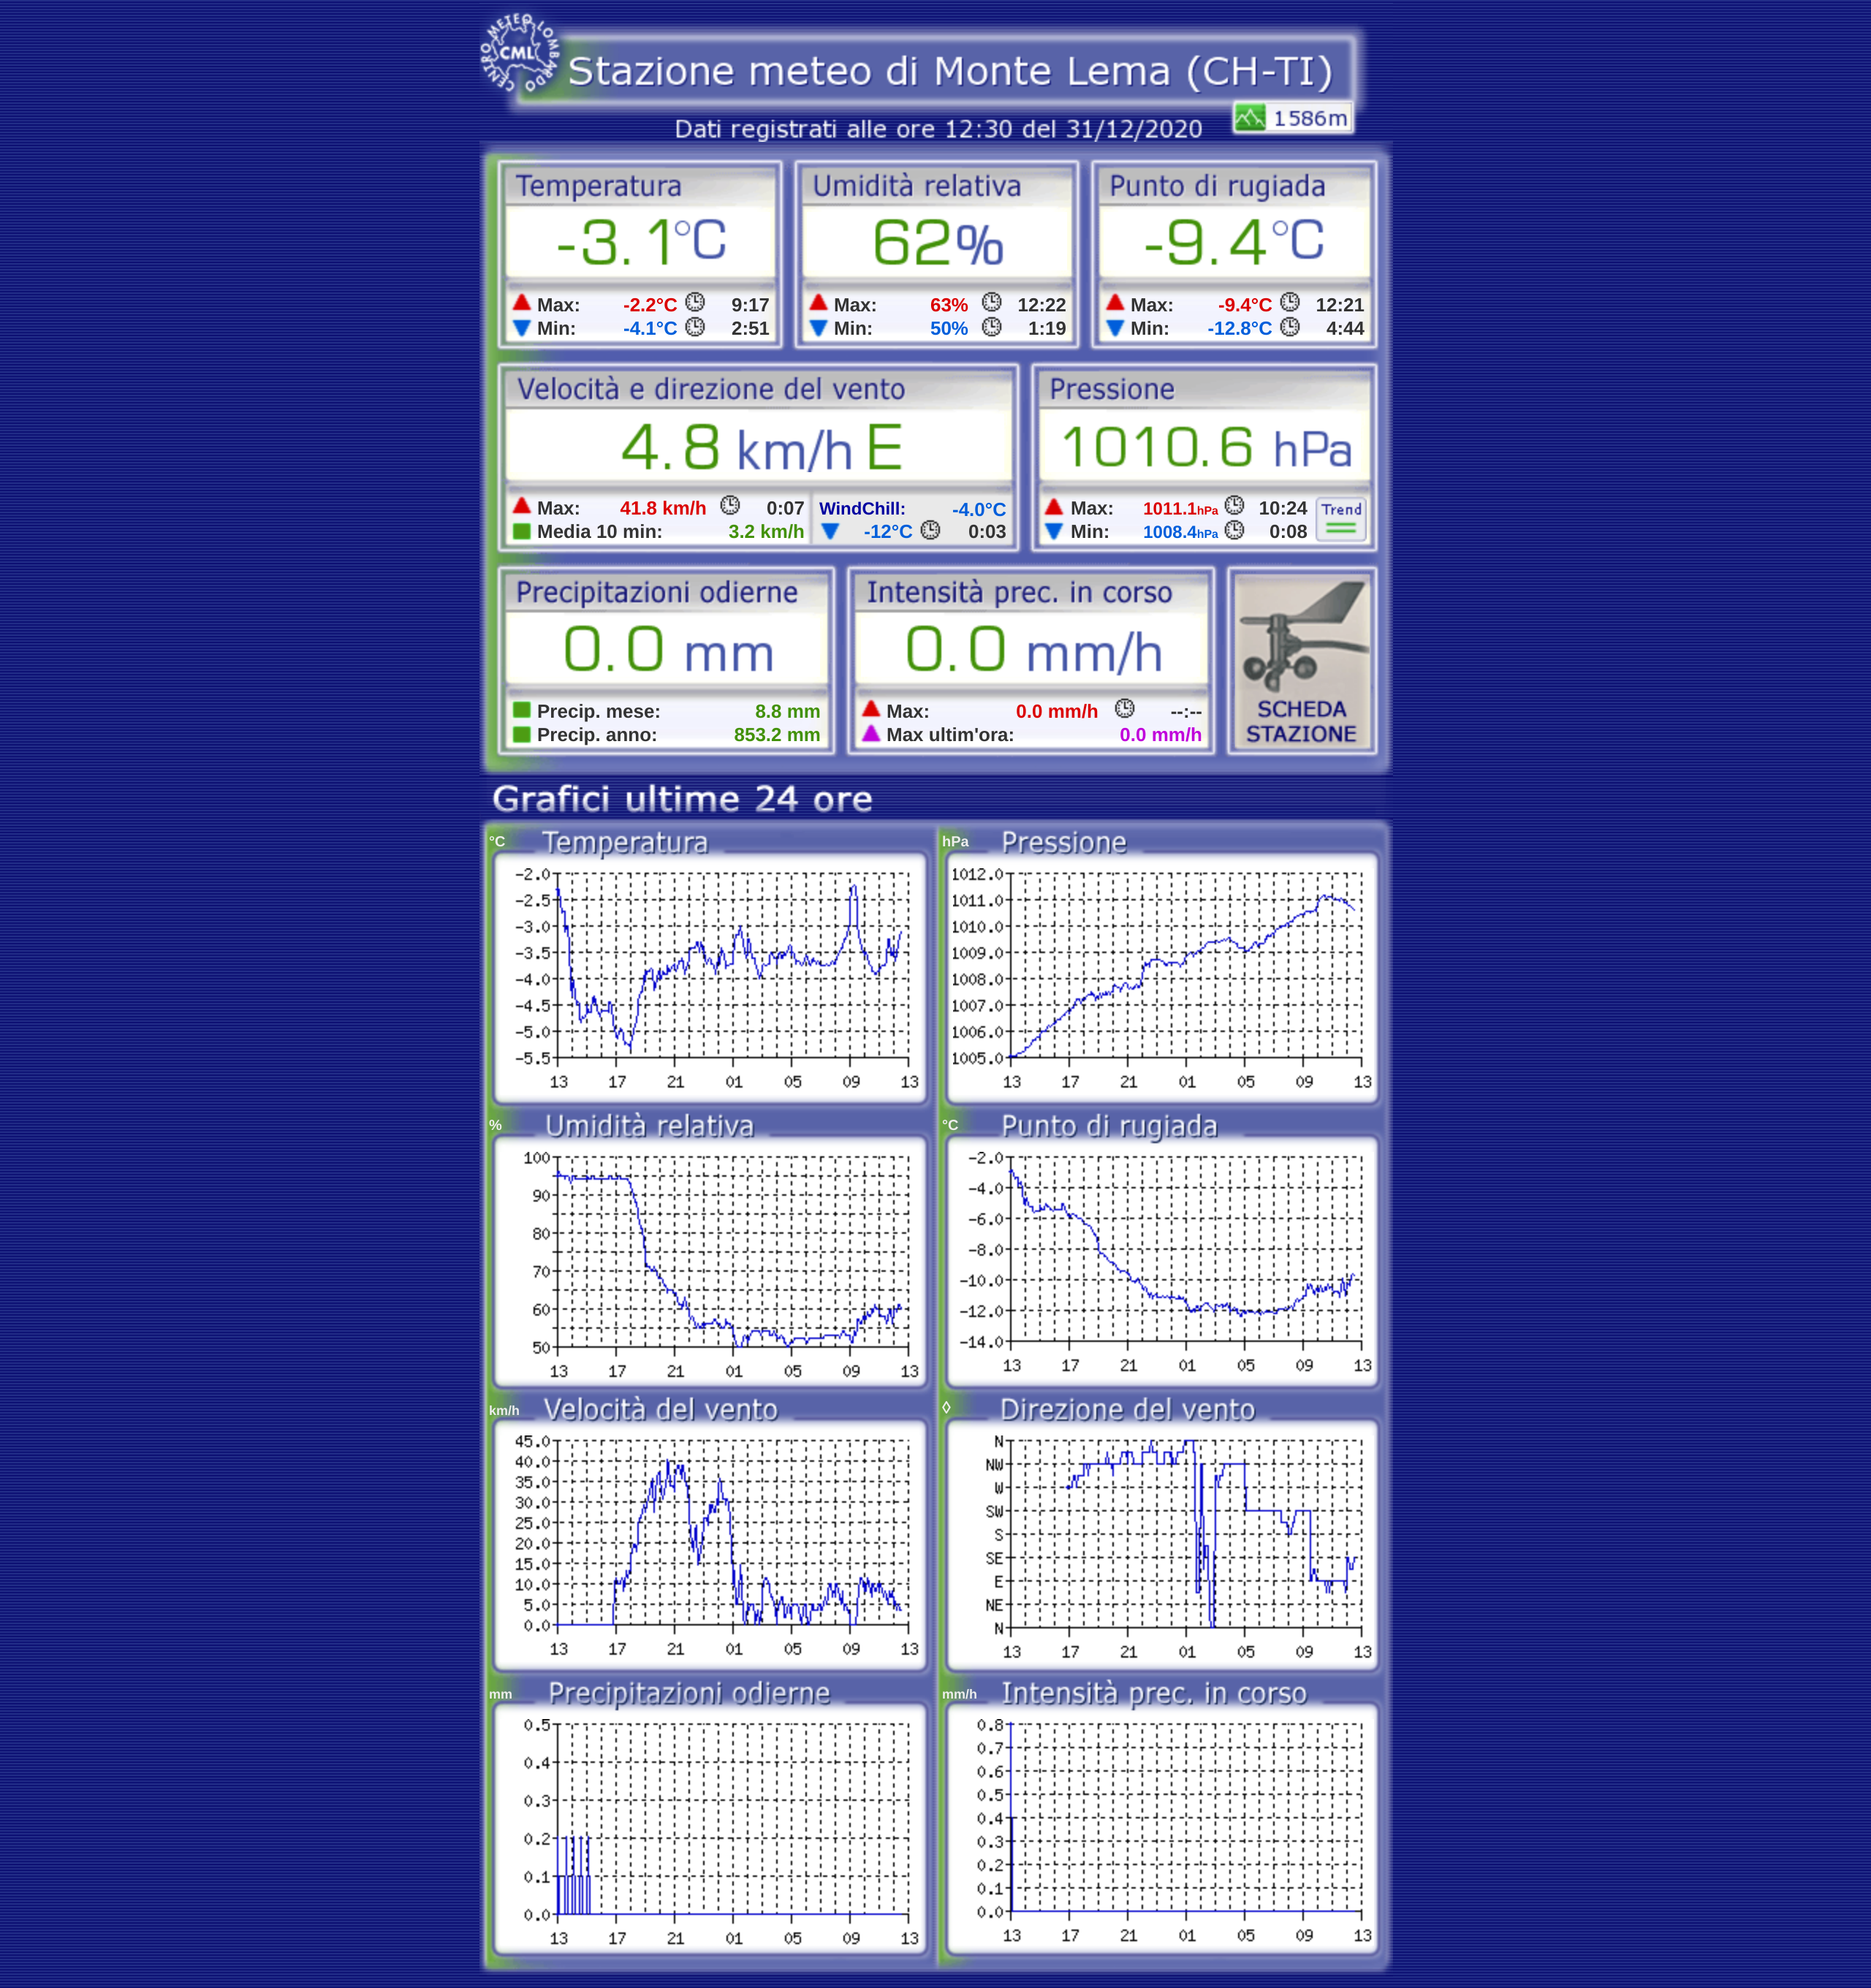 CENTRO METEO LOMBARDO
CML
Stazione meteo di Monte Lema (CH-TI)
1586m
Dati registrati alle ore 12:30 del 31/12/2020
Temperatura
-3.1°C
Max: -2.2°C 9:17
Min: -4.1°C 2:51
Umidità relativa
62%
Max: 63% 12:22
Min: 50% 1:19
Punto di rugiada
-9.4°C
Max: -9.4°C 12:21
Min: -12.8°C 4:44
Velocità e direzione del vento
4.8 km/h E
Max: 41.8 km/h 0:07
Media 10 min: 3.2 km/h
WindChill: -4.0°C
-12°C 0:03
Pressione
1010.6 hPa
Max: 1011.1hPa 10:24
Min: 1008.4hPa 0:08
Trend
Precipitazioni odierne
0.0 mm
Precip. mese: 8.8 mm
Precip. anno: 853.2 mm
Intensità prec. in corso
0.0 mm/h
Max: 0.0 mm/h --:--
Max ultim'ora: 0.0 mm/h
SCHEDA
STAZIONE
Grafici ultime 24 ore
°C Temperatura
-2.0
-2.5
-3.0
-3.5
-4.0
-4.5
-5.0
-5.5
13 17 21 01 05 09 13
hPa Pressione
1012.0
1011.0
1010.0
1009.0
1008.0
1007.0
1006.0
1005.0
13 17 21 01 05 09 13
% Umidità relativa
100
90
80
70
60
50
13 17 21 01 05 09 13
°C Punto di rugiada
-2.0
-4.0
-6.0
-8.0
-10.0
-12.0
-14.0
13 17 21 01 05 09 13
km/h Velocità del vento
45.0
40.0
35.0
30.0
25.0
20.0
15.0
10.0
5.0
0.0
13 17 21 01 05 09 13
◊ Direzione del vento
N
NW
W
SW
S
SE
E
NE
N
13 17 21 01 05 09 13
mm Precipitazioni odierne
0.5
0.4
0.3
0.2
0.1
0.0
13 17 21 01 05 09 13
mm/h Intensità prec. in corso
0.8
0.7
0.6
0.5
0.4
0.3
0.2
0.1
0.0
13 17 21 01 05 09 13